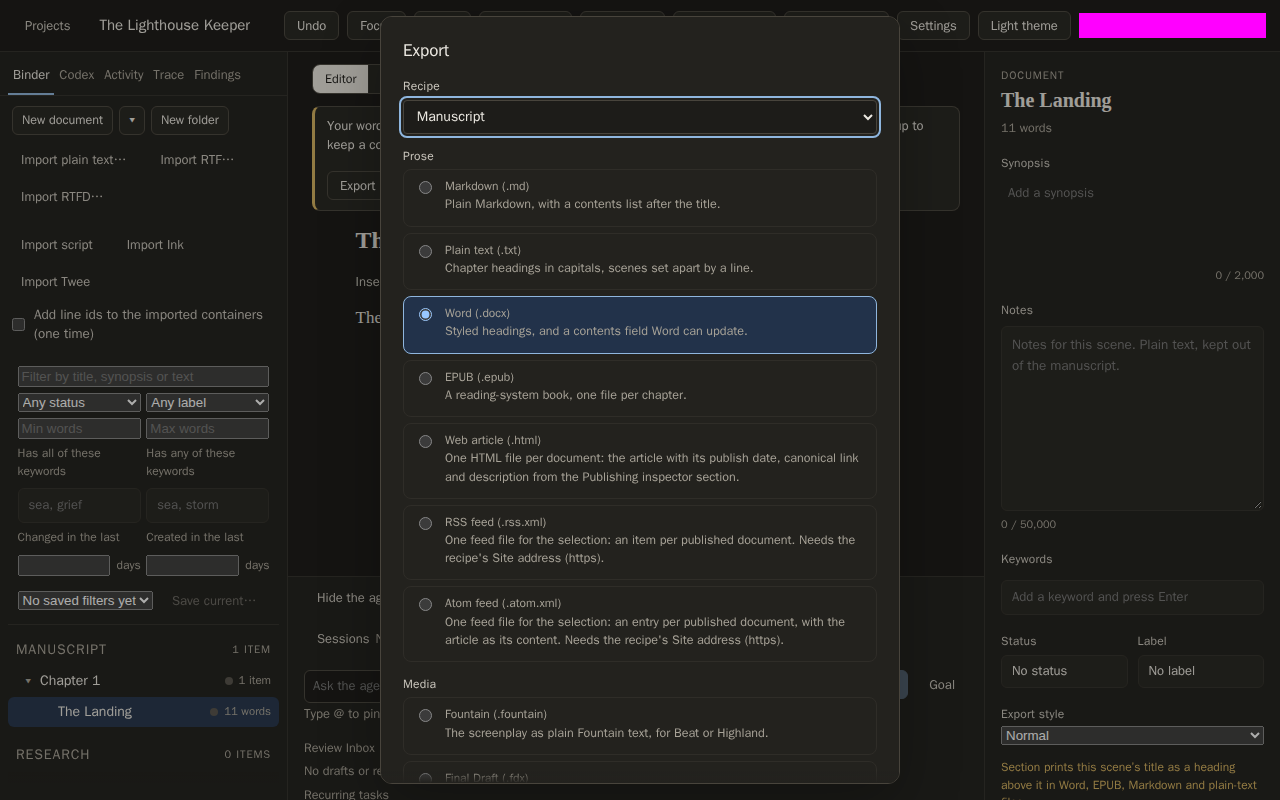 Projects
The Lighthouse Keeper
Undo
Settings
Light theme
Binder
Codex
Activity
Trace
Findings
New document
New folder
Import plain text···
Import RTF···
Import RTFD···
Import script
Import Ink
Import Twee
Add line ids to the imported containers
(one time)
Filter by title, synopsis or text
Any status
Any label
Min words
Max words
Has all of these
keywords
Has any of these
keywords
sea, grief
sea, storm
Changed in the last
Created in the last
days
days
No saved filters yet
Save current···
MANUSCRIPT
1 ITEM
Chapter 1
1 item
The Landing
11 words
RESEARCH
0 ITEMS
Editor
keep a
Export
Hide the
Sessions
Ask the
Type @ to
Review Inbox
No drafts or
Recurring tasks
Goal
Export
Recipe
Manuscript
Prose
Markdown (.md)
Plain Markdown, with a contents list after the title.
Plain text (.txt)
Chapter headings in capitals, scenes set apart by a line.
Word (.docx)
Styled headings, and a contents field Word can update.
EPUB (.epub)
A reading-system book, one file per chapter.
Web article (.html)
One HTML file per document: the article with its publish date, canonical link
and description from the Publishing inspector section.
RSS feed (.rss.xml)
One feed file for the selection: an item per published document. Needs the
recipe's Site address (https).
Atom feed (.atom.xml)
One feed file for the selection: an entry per published document, with the
article as its content. Needs the recipe's Site address (https).
Media
Fountain (.fountain)
The screenplay as plain Fountain text, for Beat or Highland.
Final Draft (.fdx)
DOCUMENT
The Landing
11 words
Synopsis
Add a synopsis
0 / 2,000
Notes
Notes for this scene. Plain text, kept out
of the manuscript.
0 / 50,000
Keywords
Add a keyword and press Enter
Status
Label
No status
No label
Export style
Normal
Section prints this scene's title as a heading
above it in Word, EPUB, Markdown and plain-text